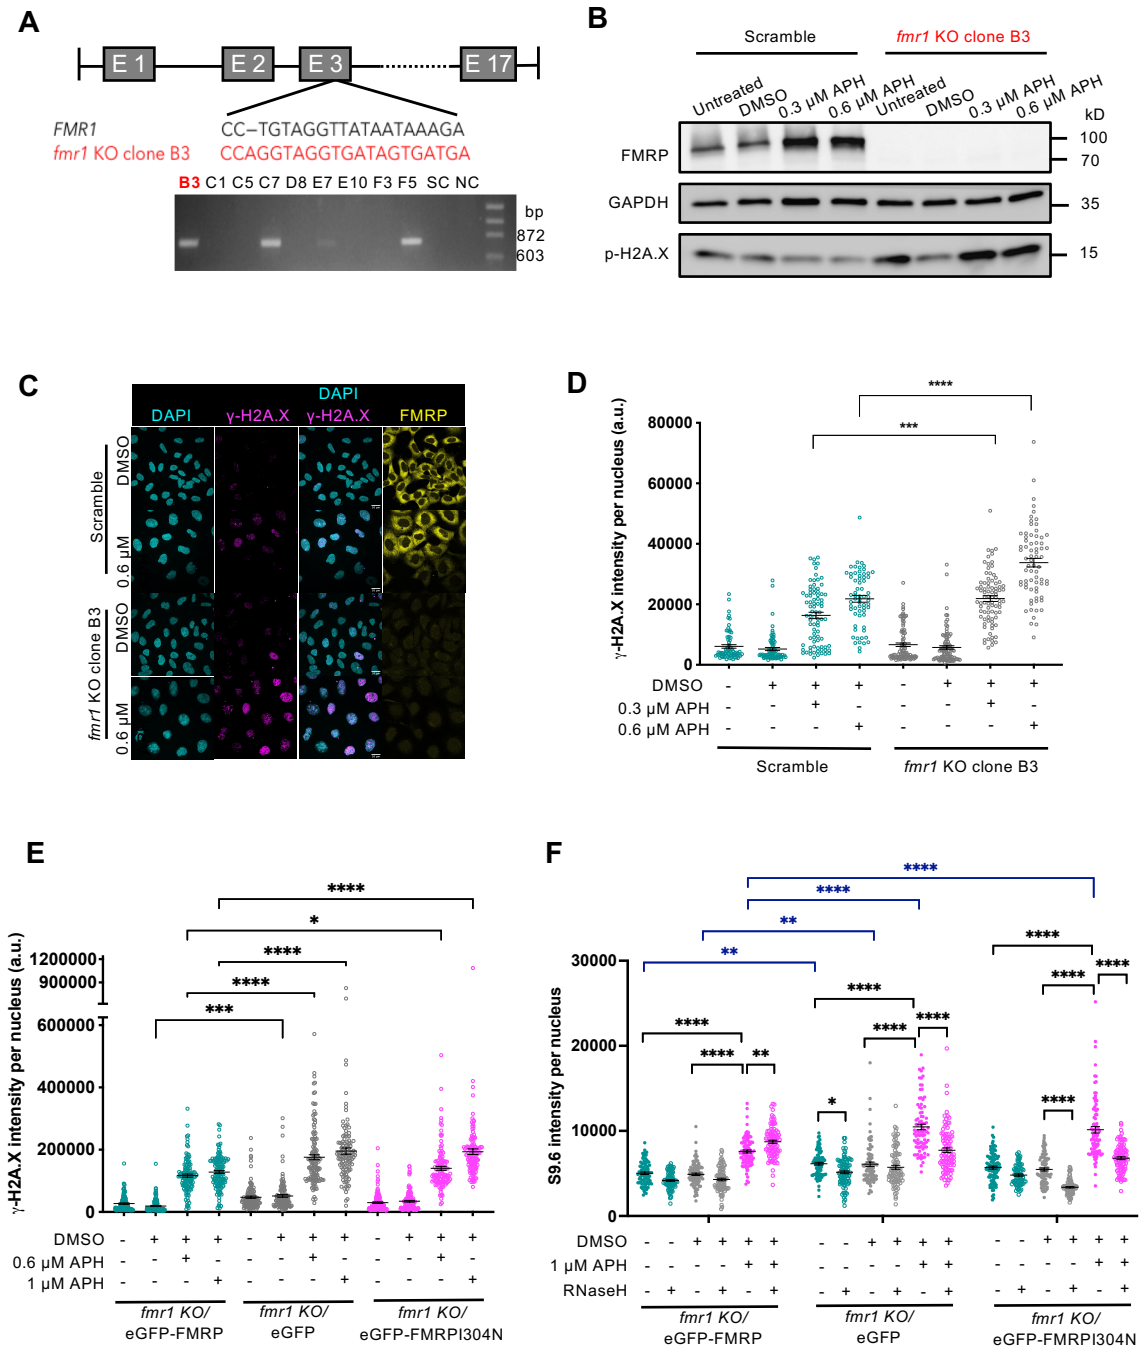 A
E 1 E 2 E 3 E 17
FMR1 CC–TGTAGGTTATAATAAAGA
fmr1 KO clone B3 CCAGGTAGGTGATAGTGATGA
B3 C1 C5 C7 D8 E7 E10 F3 F5 SC NC
bp
872
603
B
Scramble fmr1 KO clone B3
Untreated DMSO 0.3 µM APH 0.6 µM APH Untreated DMSO 0.3 µM APH 0.6 µM APH
kD
FMRP 100
70
GAPDH 35
p-H2A.X 15
C
DAPI
DAPI γ-H2A.X γ-H2A.X FMRP
Scramble
DMSO
0.6 µM
fmr1 KO clone B3
DMSO
0.6 µM
D
γ-H2A.X intensity per nucleus (a.u.)
****
***
80000
60000
40000
20000
0
DMSO - + + + - + + +
0.3 µM APH - - + - - +
0.6 µM APH - - + - - +
Scramble fmr1 KO clone B3
E
γ-H2A.X intensity per nucleus (a.u.)
****
*
****
****
***
1200000
900000
600000
400000
200000
0
DMSO - + + + - + + + - + + +
0.6 µM APH - - + - - + - - +
1 µM APH - - + - - + - - +
fmr1 KO/ fmr1 KO/ fmr1 KO/
eGFP-FMRP eGFP eGFP-FMRPI304N
F
S9.6 intensity per nucleus
****
****
**
**
****
****
****
****
****
****
****
****
**
*
****
30000
20000
10000
0
DMSO - - + + + + - - + + + + - - + + + +
1 µM APH - - - - + + - - - - + + - - - - + +
RNaseH - + - + - + - + - + - + - + - + - +
fmr1 KO/ fmr1 KO/ fmr1 KO/
eGFP-FMRP eGFP eGFP-FMRPI304N